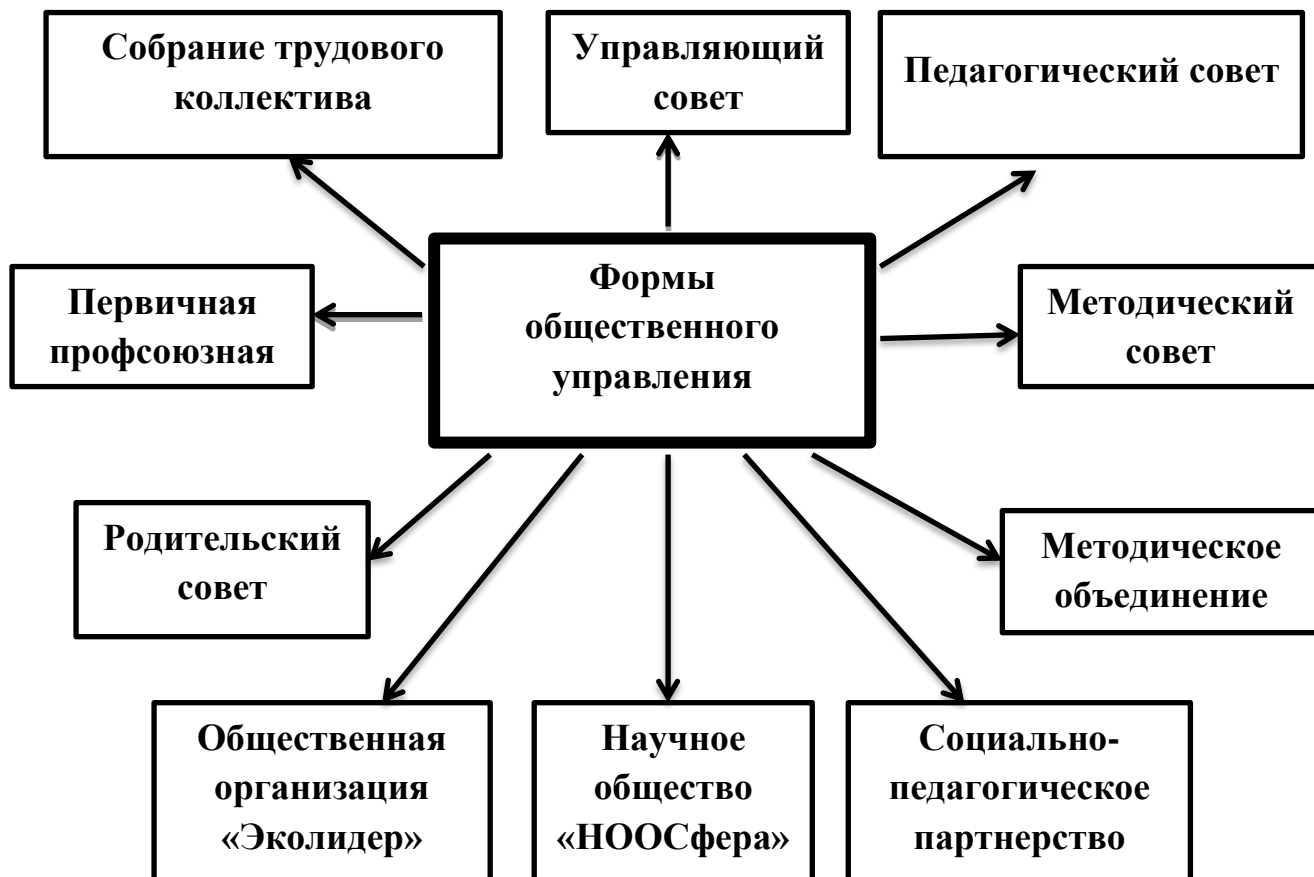 Собрание трудового
коллектива
Управляющий
совет
Педагогический совет
Первичная
профсоюзная
Формы
общественного
управления
Методический
совет
Родительский
совет
Методическое
объединение
Общественная
организация
«Эколидер»
Научное
общество
«НООСфера»
Социально-
педагогическое
партнерство